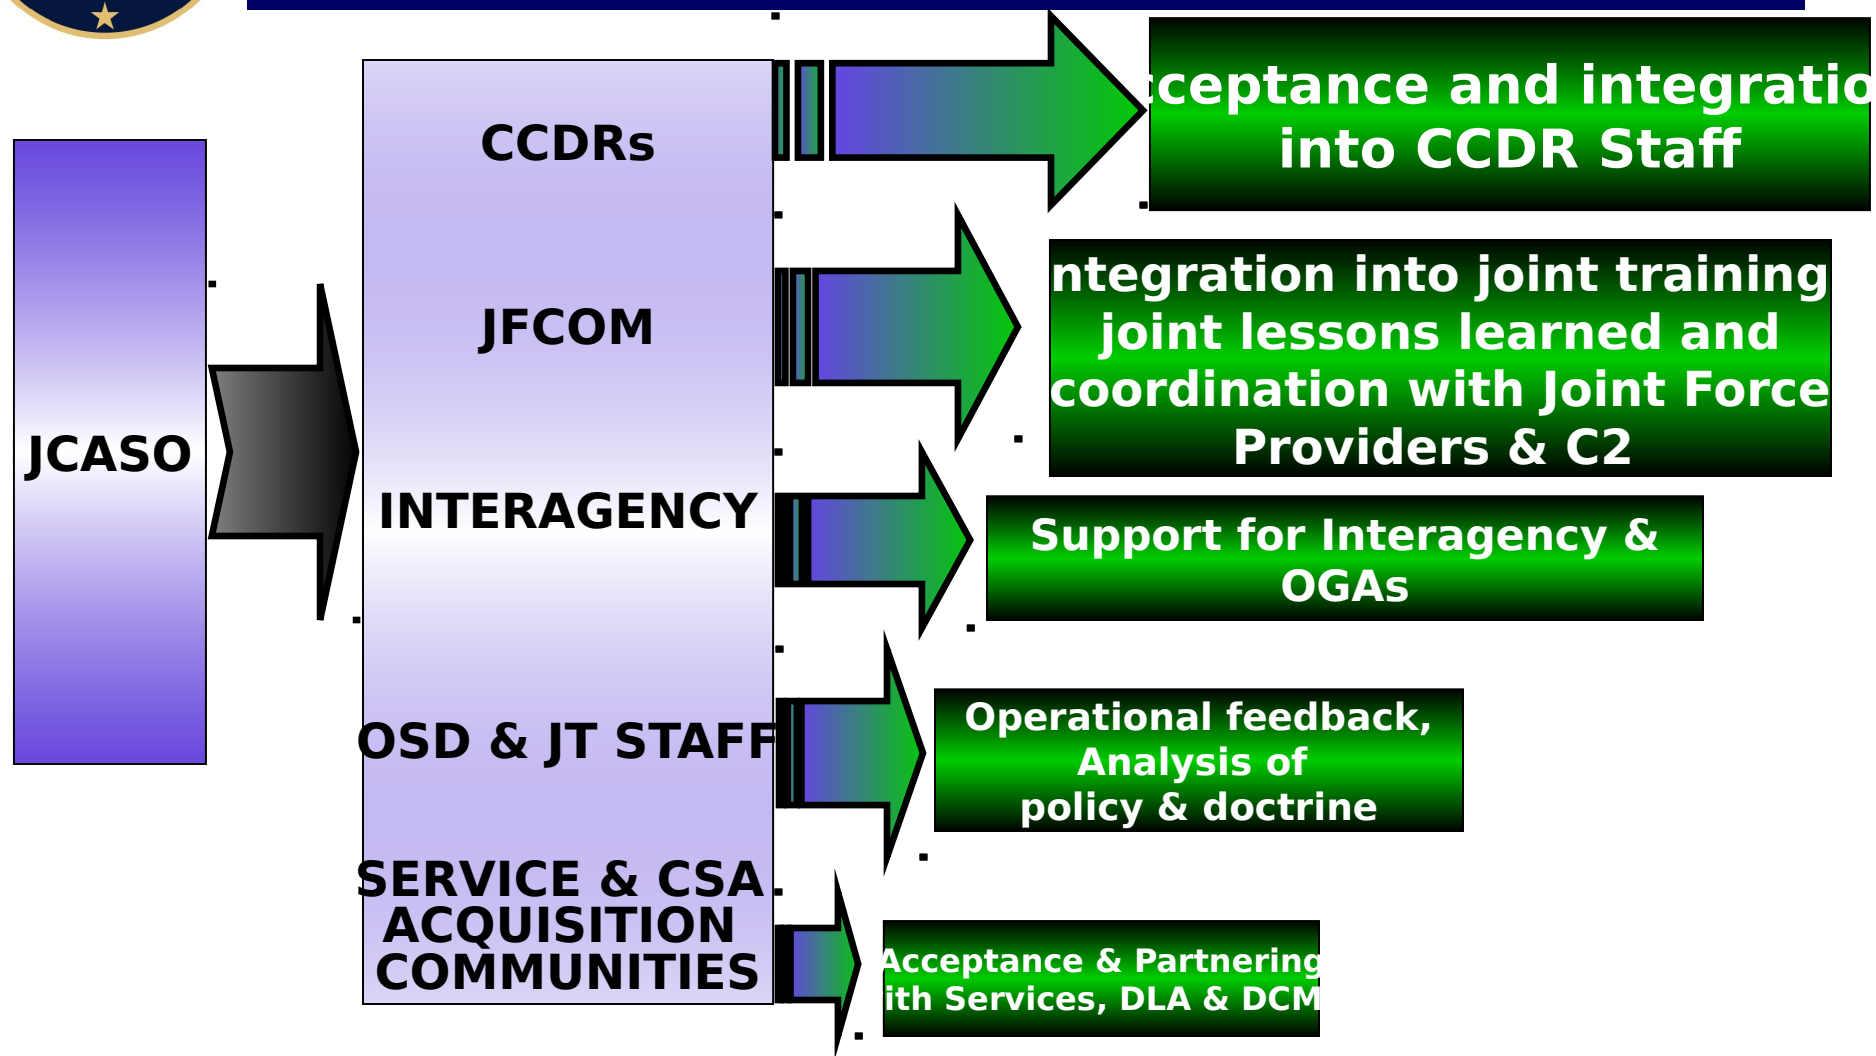 JCASO
CCDRs
JFCOM
INTERAGENCY
OSD & JT STAFF
SERVICE & CSA
ACQUISITION
COMMUNITIES
cceptance and integratio
into CCDR Staff
ntegration into joint training
joint lessons learned and
coordination with Joint Force
Providers & C2
Support for Interagency &
OGAs
Operational feedback,
Analysis of
policy & doctrine
Acceptance & Partnering
ith Services, DLA & DCM